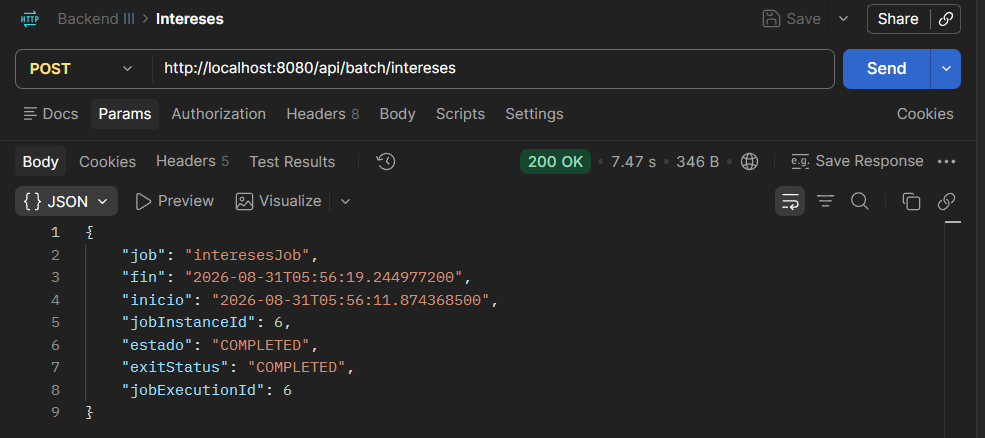 HTTP Backend III > Intereses Save Share
POST http://localhost:8080/api/batch/intereses Send
Docs Params Authorization Headers 8 Body Scripts Settings Cookies
Body Cookies Headers 5 Test Results 200 OK • 7.47 s • 346 B • e.g. Save Response •••
{} JSON Preview Visualize
1 {
2 "job": "interesesJob",
3 "fin": "2026-08-31T05:56:19.244977200",
4 "inicio": "2026-08-31T05:56:11.874368500",
5 "jobInstanceId": 6,
6 "estado": "COMPLETED",
7 "exitStatus": "COMPLETED",
8 "jobExecutionId": 6
9 }